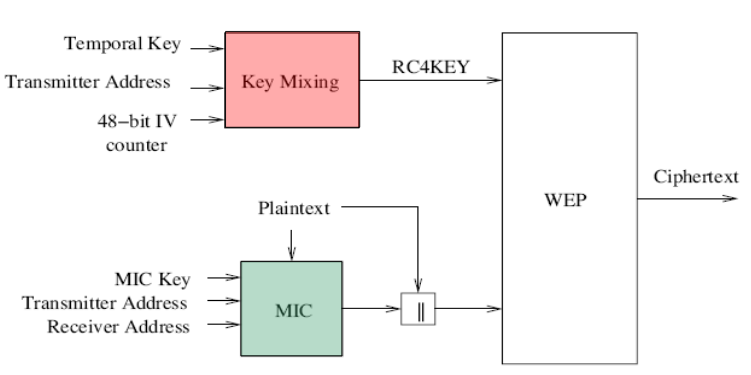 Temporal Key
Transmitter Address
48−bit IV
counter
Key Mixing
RC4KEY
WEP
Ciphertext
Plaintext
MIC Key
Transmitter Address
Receiver Address
MIC
||